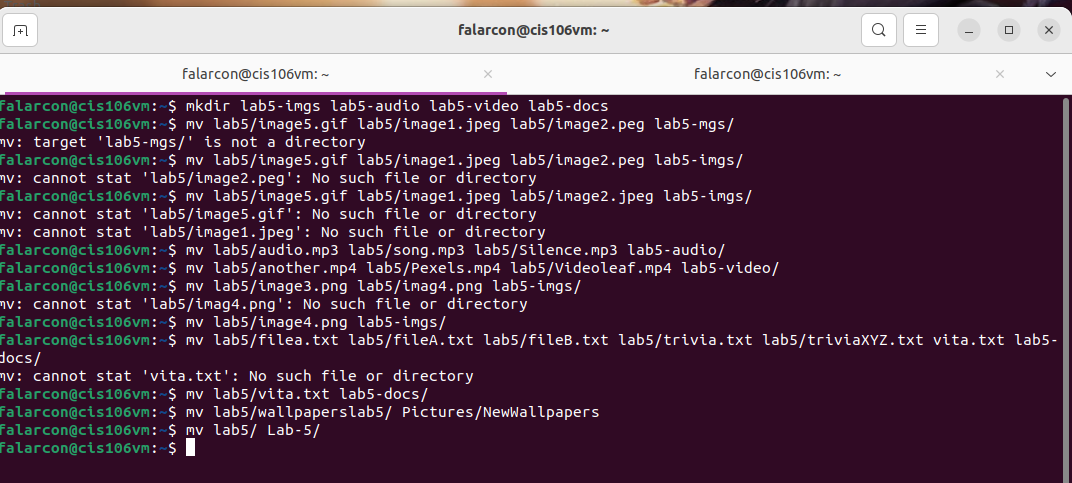 falarcon@cis106vm: ~
falarcon@cis106vm: ~
falarcon@cis106vm: ~
falarcon@cis106vm:~$ mkdir lab5-imgs lab5-audio lab5-video lab5-docs
falarcon@cis106vm:~$ mv lab5/image5.gif lab5/image1.jpeg lab5/image2.peg lab5-mgs/
mv: target 'lab5-mgs/' is not a directory
falarcon@cis106vm:~$ mv lab5/image5.gif lab5/image1.jpeg lab5/image2.peg lab5-imgs/
mv: cannot stat 'lab5/image2.peg': No such file or directory
falarcon@cis106vm:~$ mv lab5/image5.gif lab5/image1.jpeg lab5/image2.jpeg lab5-imgs/
mv: cannot stat 'lab5/image5.gif': No such file or directory
mv: cannot stat 'lab5/image1.jpeg': No such file or directory
falarcon@cis106vm:~$ mv lab5/audio.mp3 lab5/song.mp3 lab5/Silence.mp3 lab5-audio/
falarcon@cis106vm:~$ mv lab5/another.mp4 lab5/Pexels.mp4 lab5/Videoleaf.mp4 lab5-video/
falarcon@cis106vm:~$ mv lab5/image3.png lab5/imag4.png lab5-imgs/
mv: cannot stat 'lab5/imag4.png': No such file or directory
falarcon@cis106vm:~$ mv lab5/image4.png lab5-imgs/
falarcon@cis106vm:~$ mv lab5/filea.txt lab5/fileA.txt lab5/fileB.txt lab5/trivia.txt lab5/triviaXYZ.txt vita.txt lab5-
docs/
mv: cannot stat 'vita.txt': No such file or directory
falarcon@cis106vm:~$ mv lab5/vita.txt lab5-docs/
falarcon@cis106vm:~$ mv lab5/wallpaperslab5/ Pictures/NewWallpapers
falarcon@cis106vm:~$ mv lab5/ Lab-5/
falarcon@cis106vm:~$